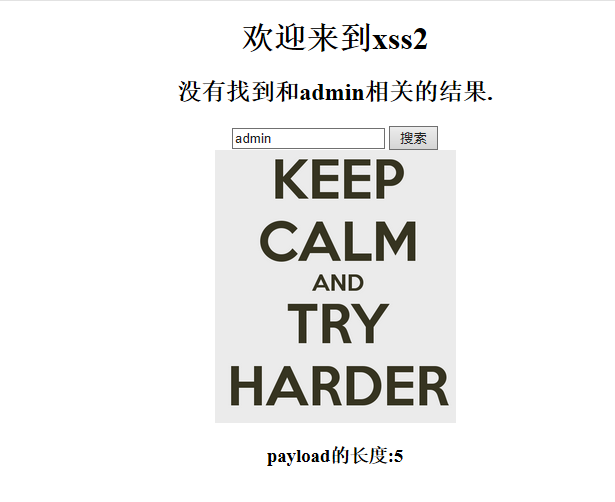 欢迎来到xss2
没有找到和admin相关的结果.
admin 搜索
KEEP
CALM
AND
TRY
HARDER
payload的长度:5